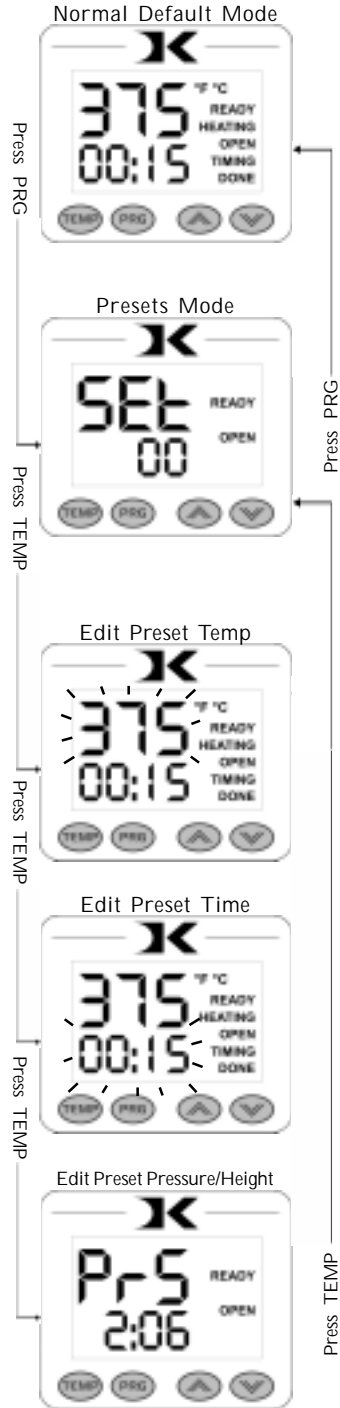 Normal Default Mode
375 °F °C
READY
HEATING
OPEN
00:15 TIMING
DONE
TEMP PRG
Press PRG
Press PRG
Presets Mode
SEt READY
OPEN
00
TEMP PRG
Press TEMP
Edit Preset Temp
375 °F °C
READY
HEATING
OPEN
00:15 TIMING
DONE
TEMP PRG
Press TEMP
Edit Preset Time
375 °F °C
READY
HEATING
OPEN
00:15 TIMING
DONE
TEMP PRG
Press TEMP
Edit Preset Pressure/Height
PrS READY
OPEN
2:06
TEMP PRG
Press TEMP